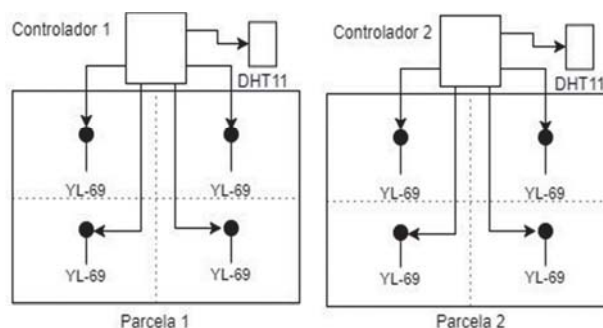 Controlador 1
DHT11
YL-69
YL-69
YL-69
YL-69
Parcela 1
Controlador 2
DHT11
YL-69
YL-69
YL-69
YL-69
Parcela 2